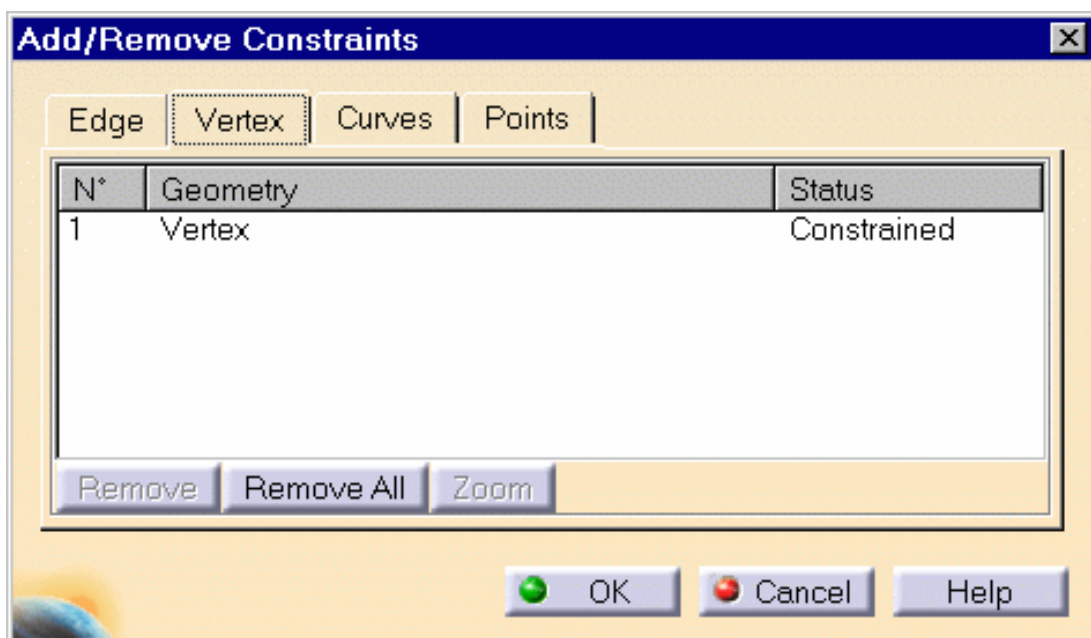 Add/Remove Constraints
Edge Vertex Curves Points
N° Geometry Status
1 Vertex Constrained
Remove Remove All Zoom
OK Cancel Help